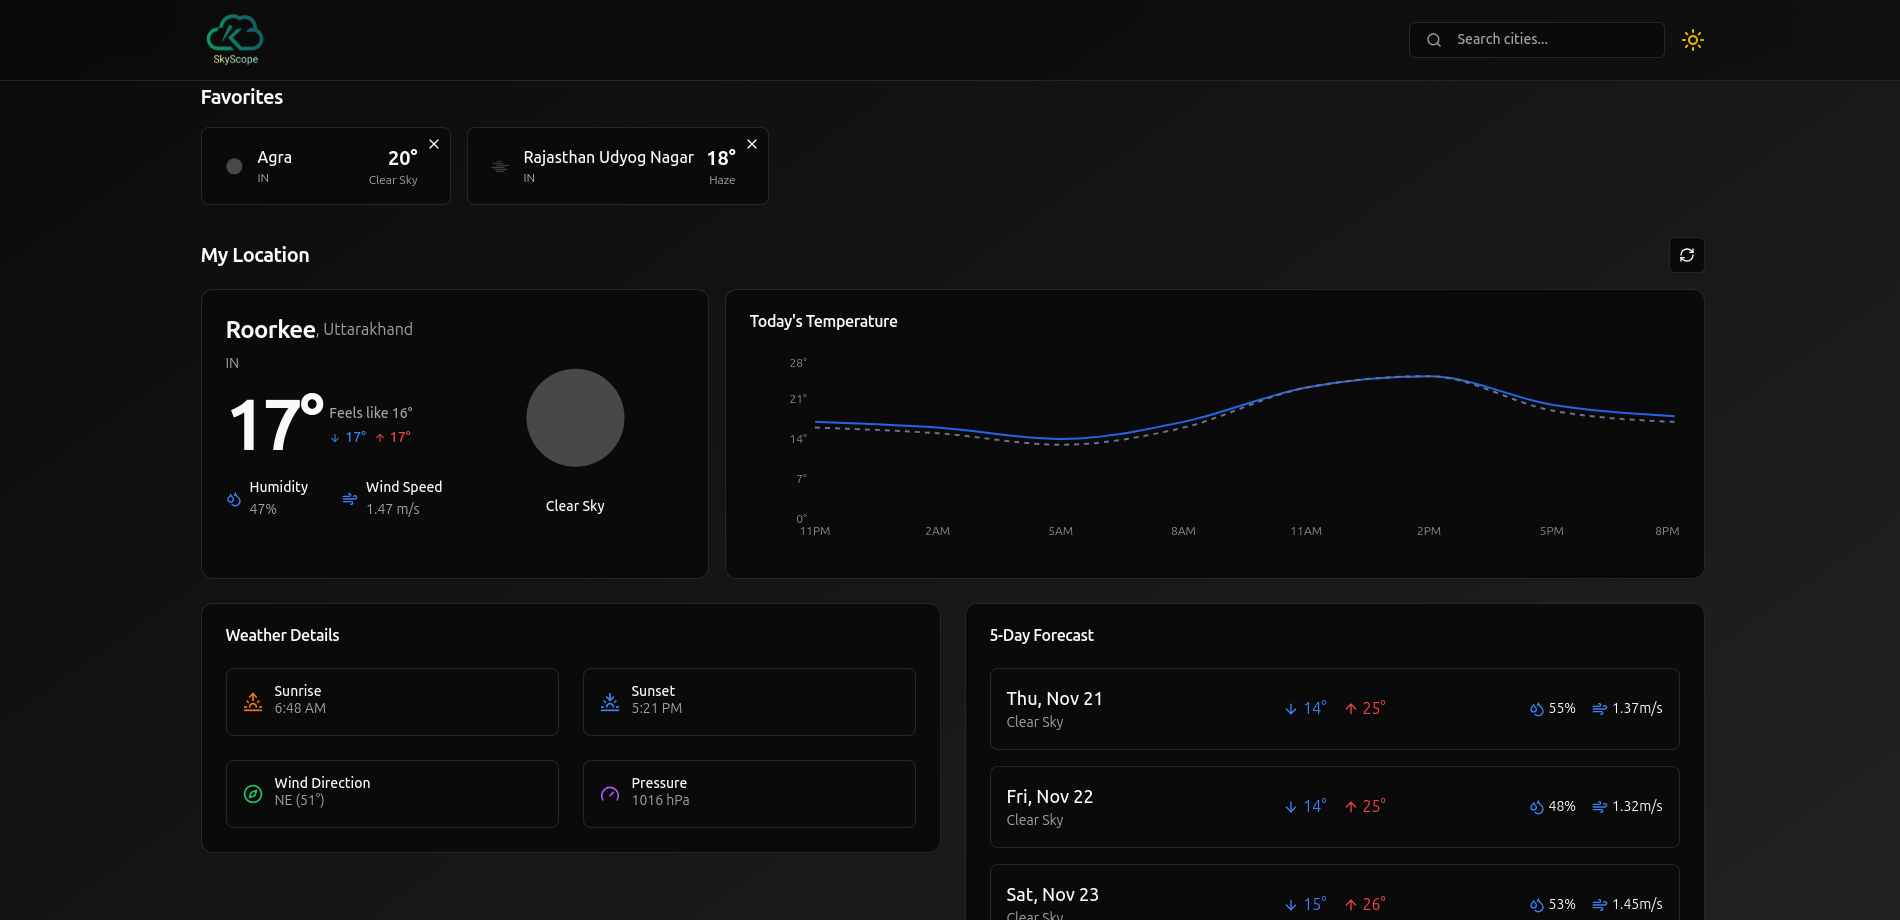 SkyScope
Search cities...
Favorites
Agra
IN
20°
Clear Sky
Rajasthan Udyog Nagar
IN
18°
Haze
My Location
Roorkee, Uttarakhand
IN
17° Feels like 16°
17° 17°
Humidity
47%
Wind Speed
1.47 m/s
Clear Sky
Today's Temperature
28°
21°
14°
7°
0°
11PM 2AM 5AM 8AM 11AM 2PM 5PM 8PM
Weather Details
Sunrise
6:48 AM
Sunset
5:21 PM
Wind Direction
NE (51°)
Pressure
1016 hPa
5-Day Forecast
Thu, Nov 21
Clear Sky
14° 25° 55% 1.37m/s
Fri, Nov 22
Clear Sky
14° 25° 48% 1.32m/s
Sat, Nov 23
Clear Sky
15° 26° 53% 1.45m/s